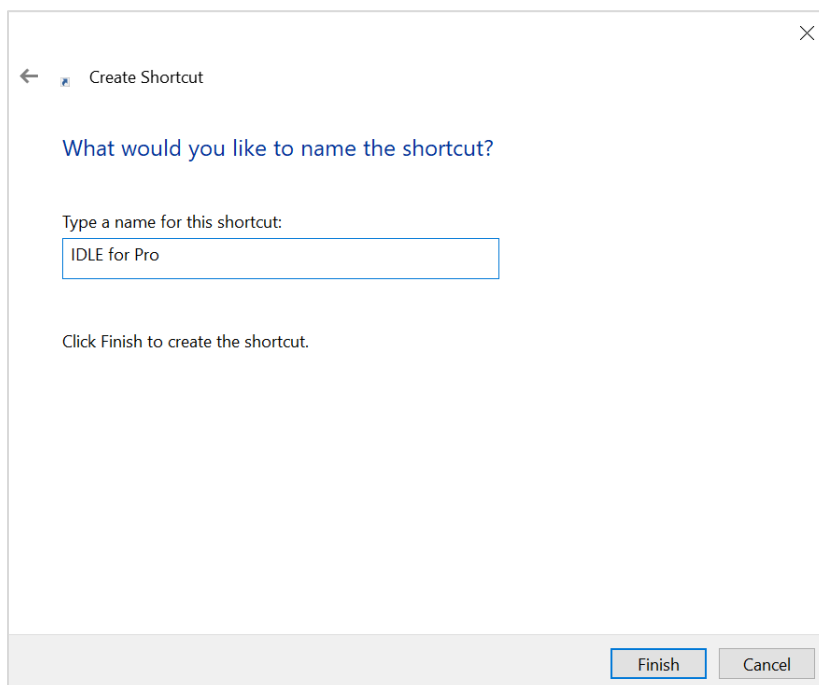 Create Shortcut
What would you like to name the shortcut?
Type a name for this shortcut:
IDLE for Pro
Click Finish to create the shortcut.
Finish Cancel